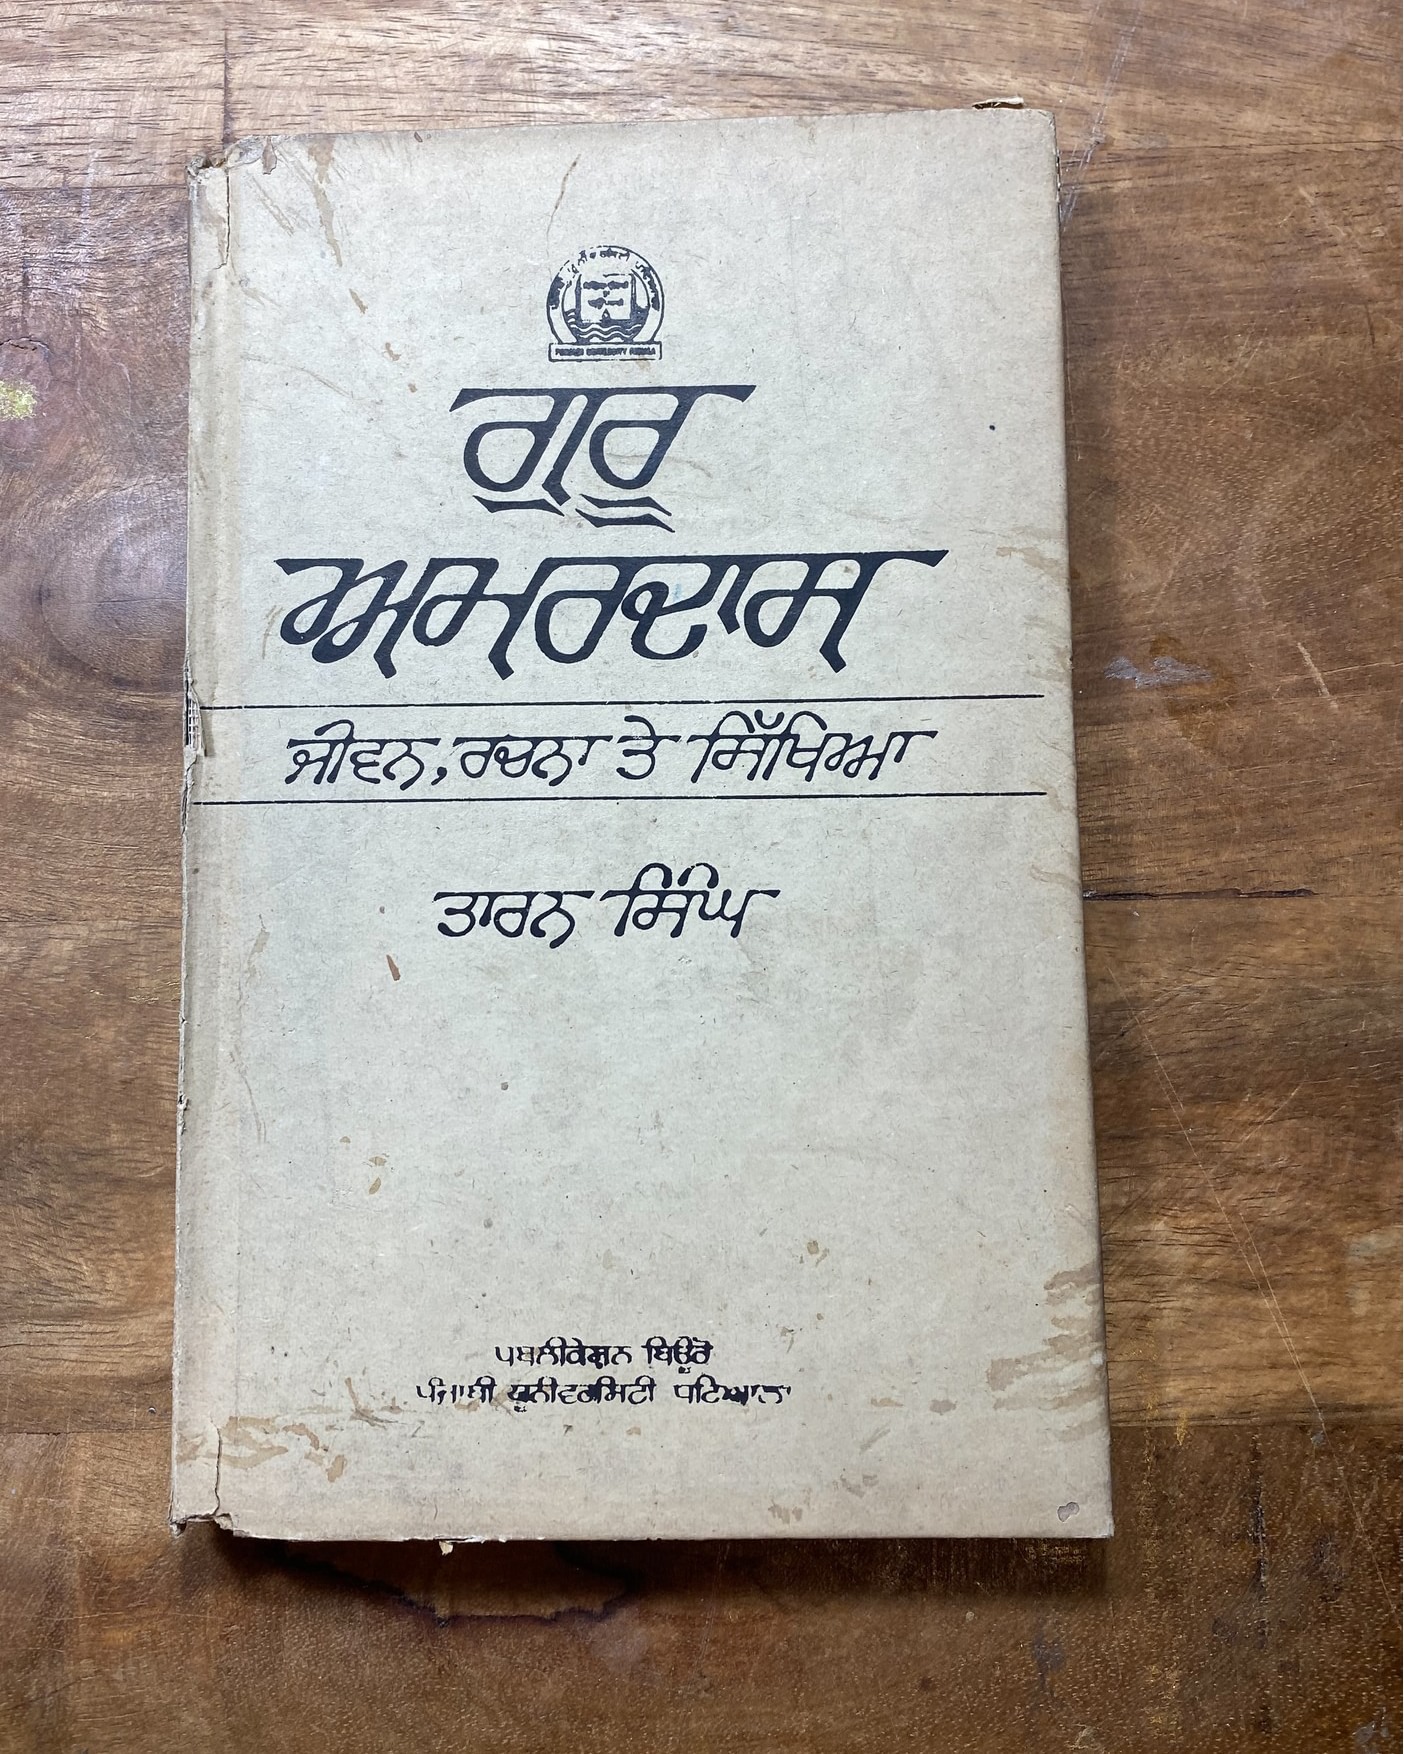 ਗੁਰੂ
ਅਮਰਦਾਸ
ਜੀਵਨ, ਰਚਨਾ ਤੇ ਸਿੱਖਿਆ
ਤਾਰਨ ਸਿੰਘ
ਪਬਲੀਕੇਸ਼ਨ ਬਿਊਰੋ
ਪੰਜਾਬੀ ਯੂਨੀਵਰਸਿਟੀ ਪਟਿਆਲਾ